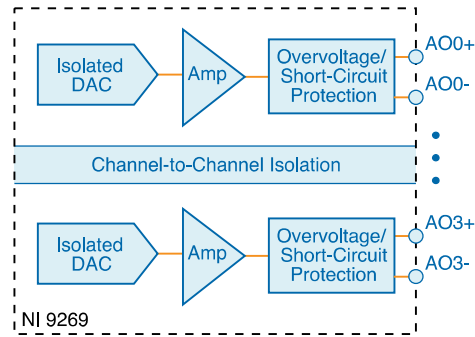 Isolated
DAC
Amp
Overvoltage/
Short-Circuit
Protection
AO0+
AO0-
Channel-to-Channel Isolation
Isolated
DAC
Amp
Overvoltage/
Short-Circuit
Protection
AO3+
AO3-
NI 9269